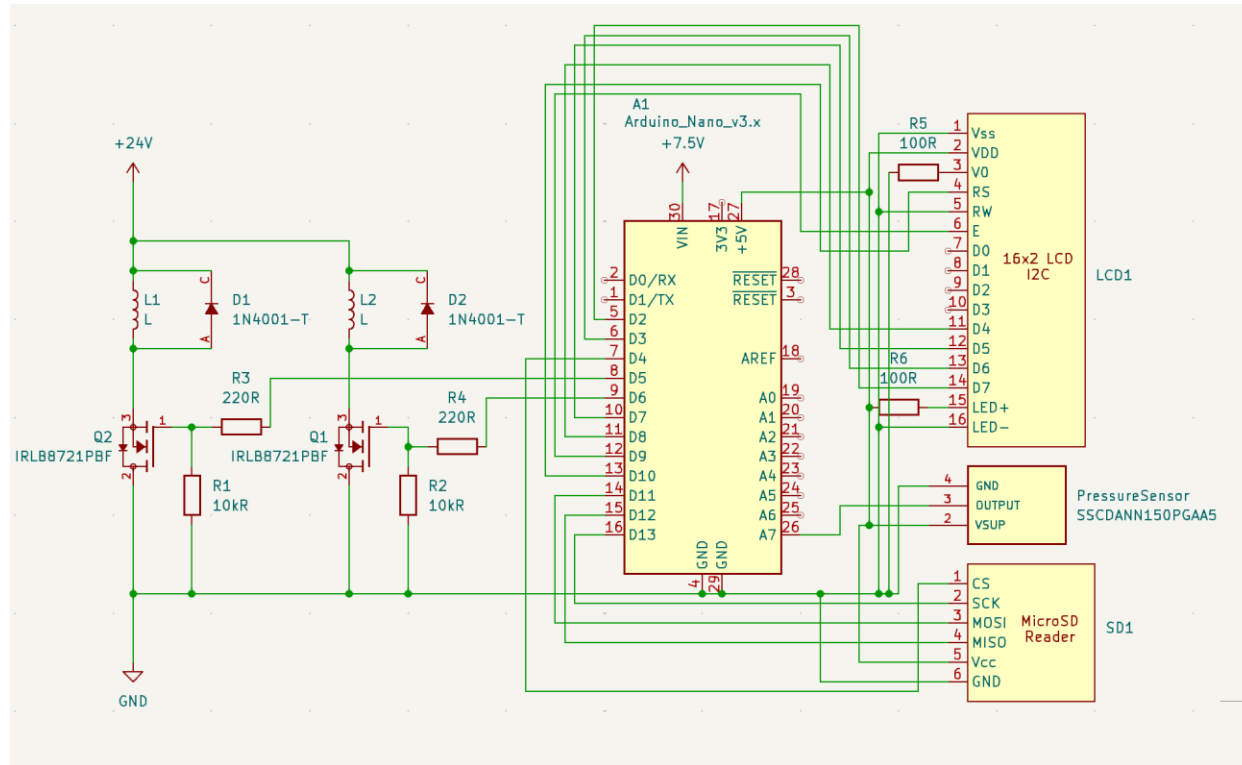 +24V
L1
L
D1
1N4001-T
C
A
L2
L
D2
1N4001-T
C
A
R3
220R
R4
220R
Q2
IRLB8721PBF
3
1
2
Q1
IRLB8721PBF
3
1
2
R1
10kR
R2
10kR
GND
A1
Arduino_Nano_v3.x
+7.5V
30
17
27
VIN
3V3
+5V
2 D0/RX
1 D1/TX
5 D2
6 D3
7 D4
8 D5
9 D6
10 D7
11 D8
12 D9
13 D10
14 D11
15 D12
16 D13
RESET 28
RESET 3
AREF 18
A0 19
A1 20
A2 21
A3 22
A4 23
A5 24
A6 25
A7 26
GND
GND
4
29
R5
100R
R6
100R
1 Vss
2 VDD
3 VO
4 RS
5 RW
6 E
7 D0
8 D1
9 D2
10 D3
11 D4
12 D5
13 D6
14 D7
15 LED+
16 LED-
16x2 LCD
I2C
LCD1
4 GND
3 OUTPUT
2 VSUP
PressureSensor
SSCDANN150PGAA5
1 CS
2 SCK
3 MOSI
4 MISO
5 Vcc
6 GND
MicroSD
Reader
SD1